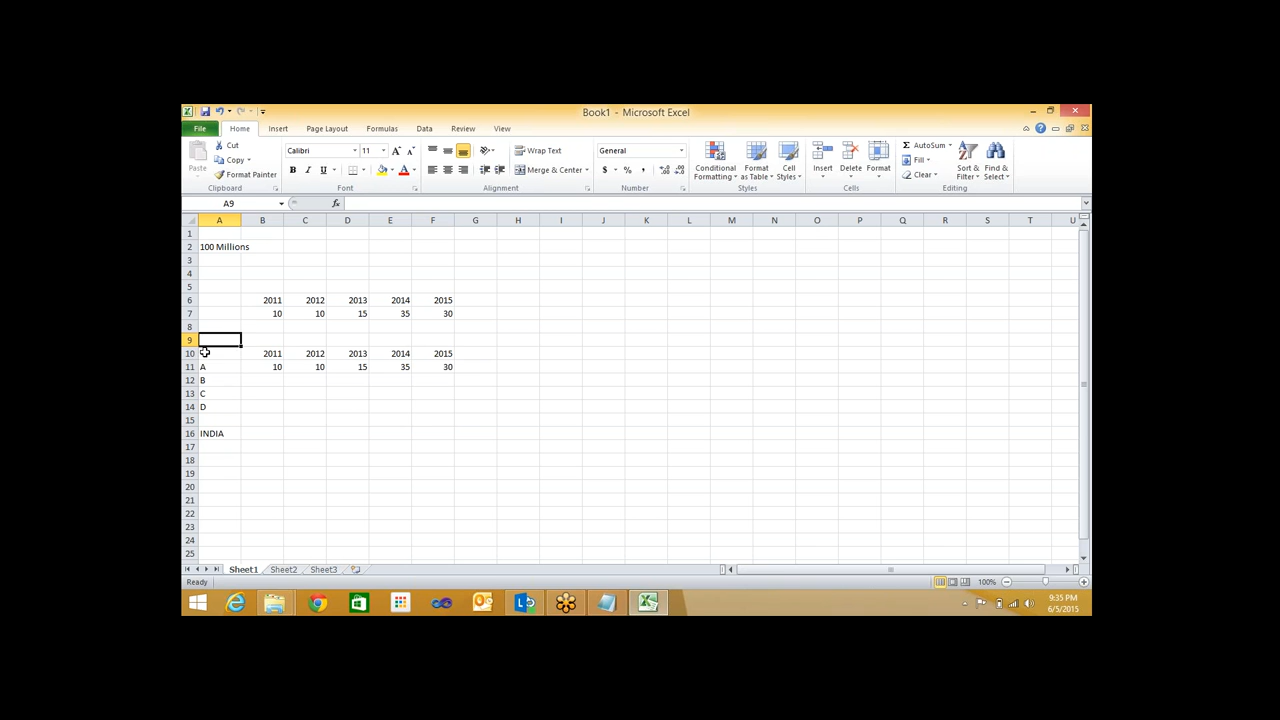 Book1 - Microsoft Excel
File Home Insert Page Layout Formulas Data Review View
Paste Cut Copy Format Painter Clipboard
Calibri 11 A A B I U A Font
Wrap Text Merge & Center Alignment
General $ % , .0 .00 .00 .0 Number
Conditional Formatting Format as Table Cell Styles Styles
Insert Delete Format Cells
Σ AutoSum Fill Clear Sort & Filter Find & Select Editing
A9 fx
A B C D E F G H I J K L M N O P Q R S T U
1
2 100 Millions
3
4
5
6 2011 2012 2013 2014 2015
7 10 10 15 35 30
8
9
10 2011 2012 2013 2014 2015
11 A 10 10 15 35 30
12 B
13 C
14 D
15
16 INDIA
17
18
19
20
21
22
23
24
25
Sheet1 Sheet2 Sheet3
Ready 100%
9:35 PM
6/5/2015